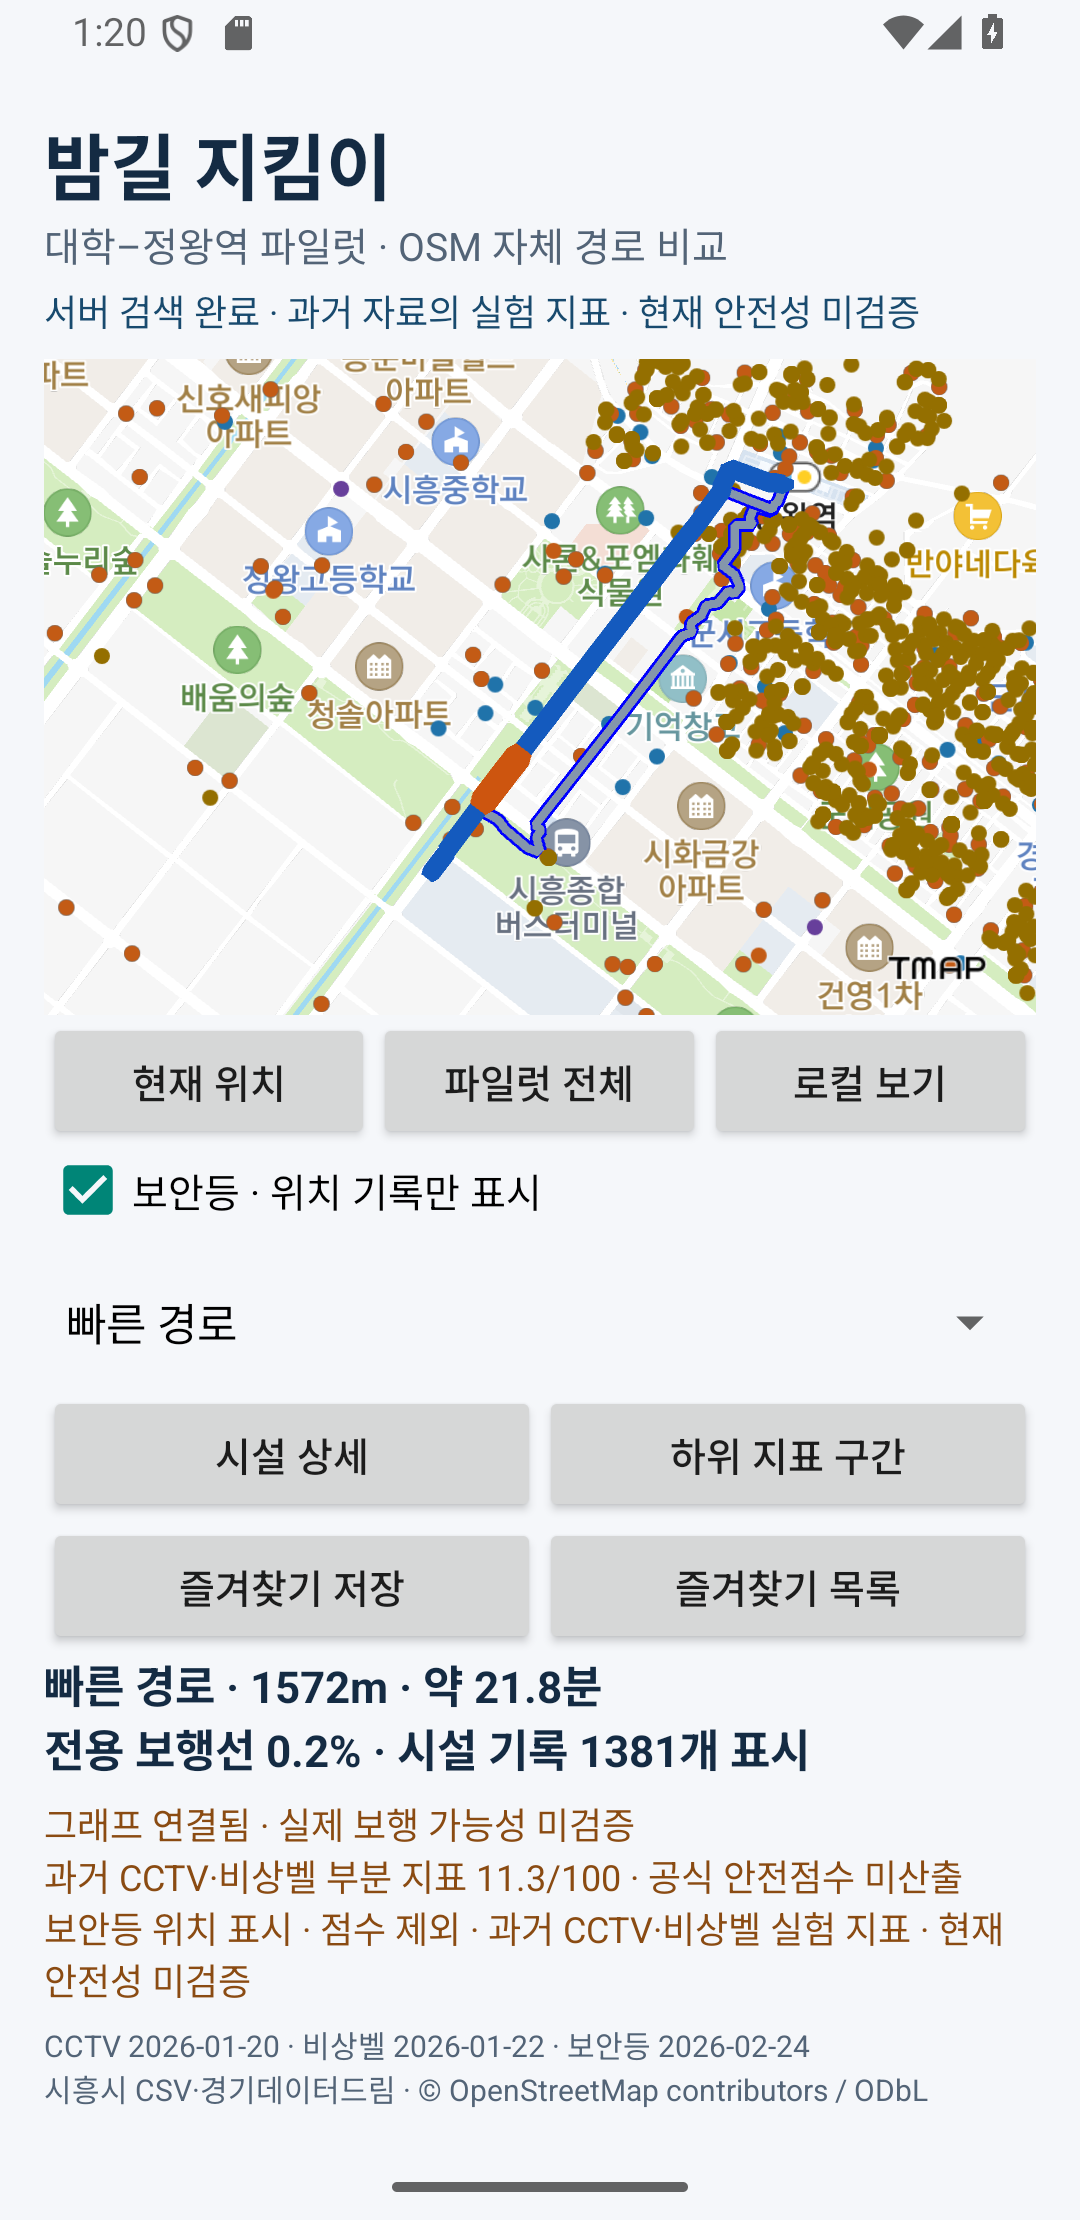 1:20
밤길 지킴이
대학–정왕역 파일럿 · OSM 자체 경로 비교
서버 검색 완료 · 과거 자료의 실험 지표 · 현재 안전성 미검증
신호새피앙
아파트
아파트
시흥중학교
정왕고등학교
식물원
반야네다육
배움의숲
청솔아파트
기억창고
시흥종합
버스터미널
시화금강
아파트
건영1차
TMAP
현재 위치
파일럿 전체
로컬 보기
보안등 · 위치 기록만 표시
빠른 경로
시설 상세
하위 지표 구간
즐겨찾기 저장
즐겨찾기 목록
빠른 경로 · 1572m · 약 21.8분
전용 보행선 0.2% · 시설 기록 1381개 표시
그래프 연결됨 · 실제 보행 가능성 미검증
과거 CCTV·비상벨 부분 지표 11.3/100 · 공식 안전점수 미산출
보안등 위치 표시 · 점수 제외 · 과거 CCTV·비상벨 실험 지표 · 현재
안전성 미검증
CCTV 2026-01-20 · 비상벨 2026-01-22 · 보안등 2026-02-24
시흥시 CSV·경기데이터드림 · © OpenStreetMap contributors / ODbL